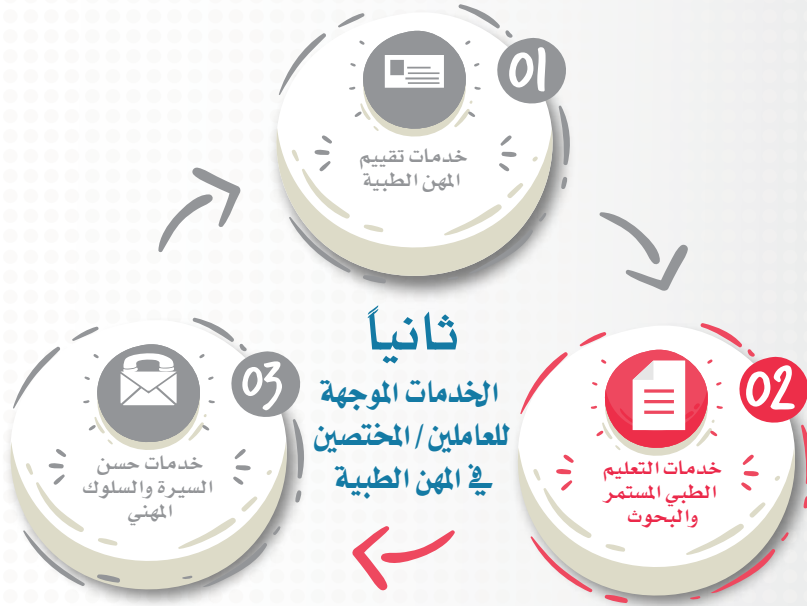 01
خدمات تقييم
المهن الطبية
ثانياً
الخدمات الموجهة
للعاملين / المختصين
في المهن الطبية
02
خدمات التعليم
الطبي المستمر
والبحوث
03
خدمات حسن
السيرة والسلوك
المهني